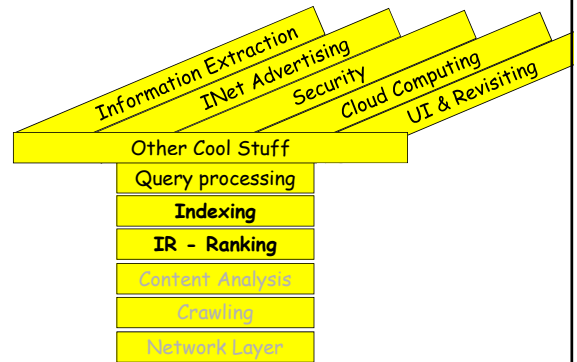 Information Extraction
INet Advertising
Security
Cloud Computing
UI & Revisiting
Other Cool Stuff
Query processing
Indexing
IR - Ranking
Content Analysis
Crawling
Network Layer